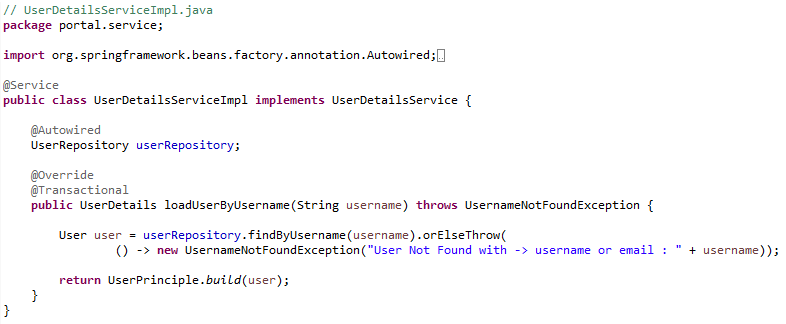 // UserDetailsServiceImpl.java
package portal.service;
import org.springframework.beans.factory.annotation.Autowired;
@Service
public class UserDetailsServiceImpl implements UserDetailsService {
@Autowired
UserRepository userRepository;
@Override
@Transactional
public UserDetails loadUserByUsername(String username) throws UsernameNotFoundException {
User user = userRepository.findByUsername(username).orElseThrow(
() -> new UsernameNotFoundException("User Not Found with -> username or email : " + username));
return UserPrinciple.build(user);
}
}